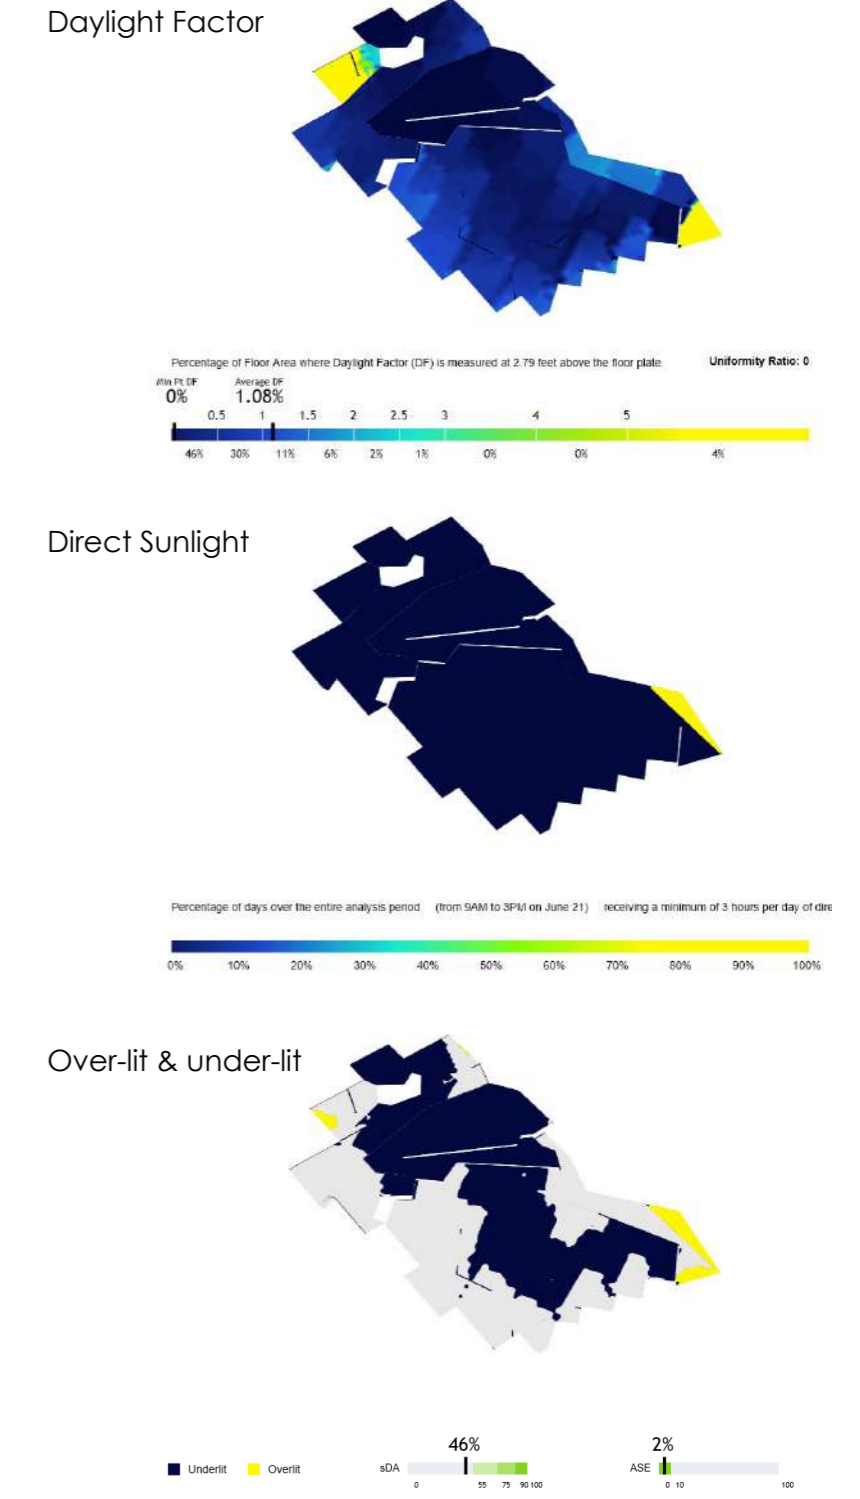 Daylight Factor
Percentage of Floor Area where Daylight Factor (DF) is measured at 2.79 feet above the floor plate Uniformity Ratio: 0
Min Pt DF Average DF
0% 1.08%
0.5 1 1.5 2 2.5 3 4 5
46% 30% 11% 6% 2% 1% 0% 0% 4%
Direct Sunlight
Percentage of days over the entire analysis period (from 9AM to 3PM on June 21) receiving a minimum of 3 hours per day of dire
0% 10% 20% 30% 40% 50% 60% 70% 80% 90% 100%
Over-lit & under-lit
46% 2%
Underlit Overlit sDA ASE
0 55 75 90 100 0 10 100